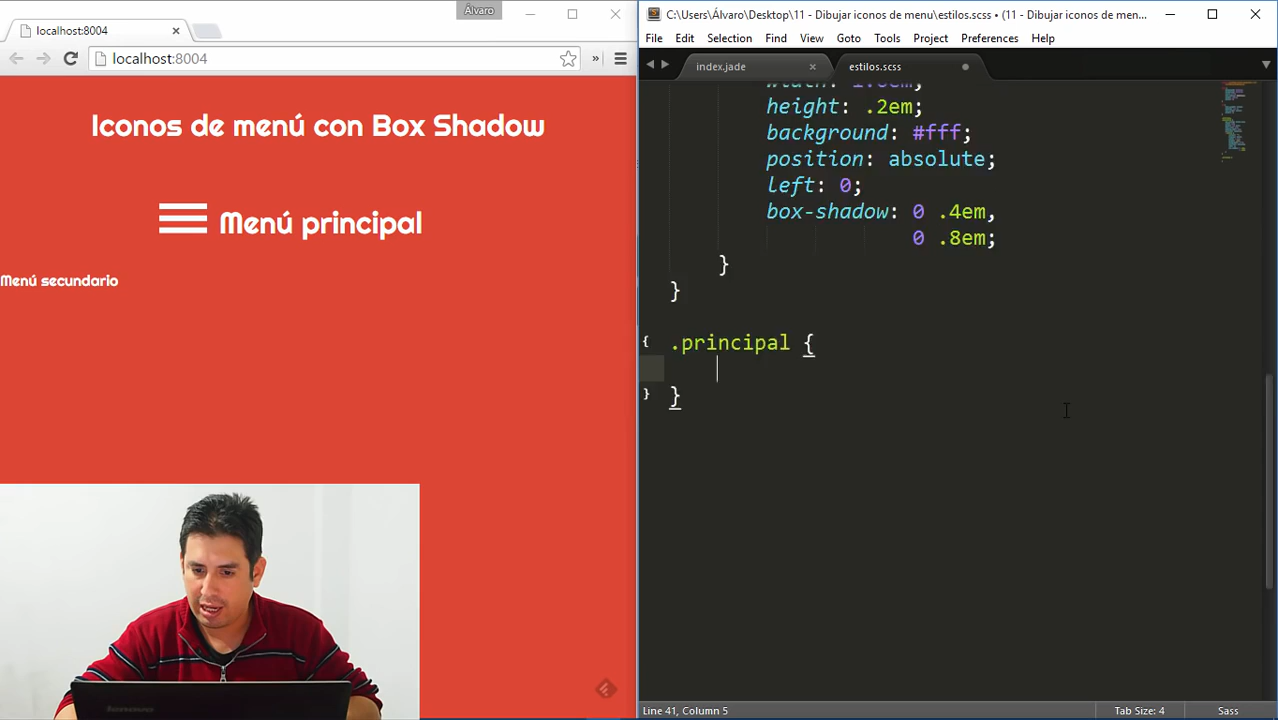 Álvaro
localhost:8004
localhost:8004
Iconos de menú con Box Shadow
Menú principal
Menú secundario
C:\Users\Álvaro\Desktop\11 - Dibujar iconos de menu\estilos.scss • (11 - Dibujar iconos de men...
File Edit Selection Find View Goto Tools Project Preferences Help
index.jade
estilos.scss
height: .2em;
background: #fff;
position: absolute;
left: 0;
box-shadow: 0 .4em,
0 .8em;
}
}
.principal {
}
Line 41, Column 5
Tab Size: 4
Sass